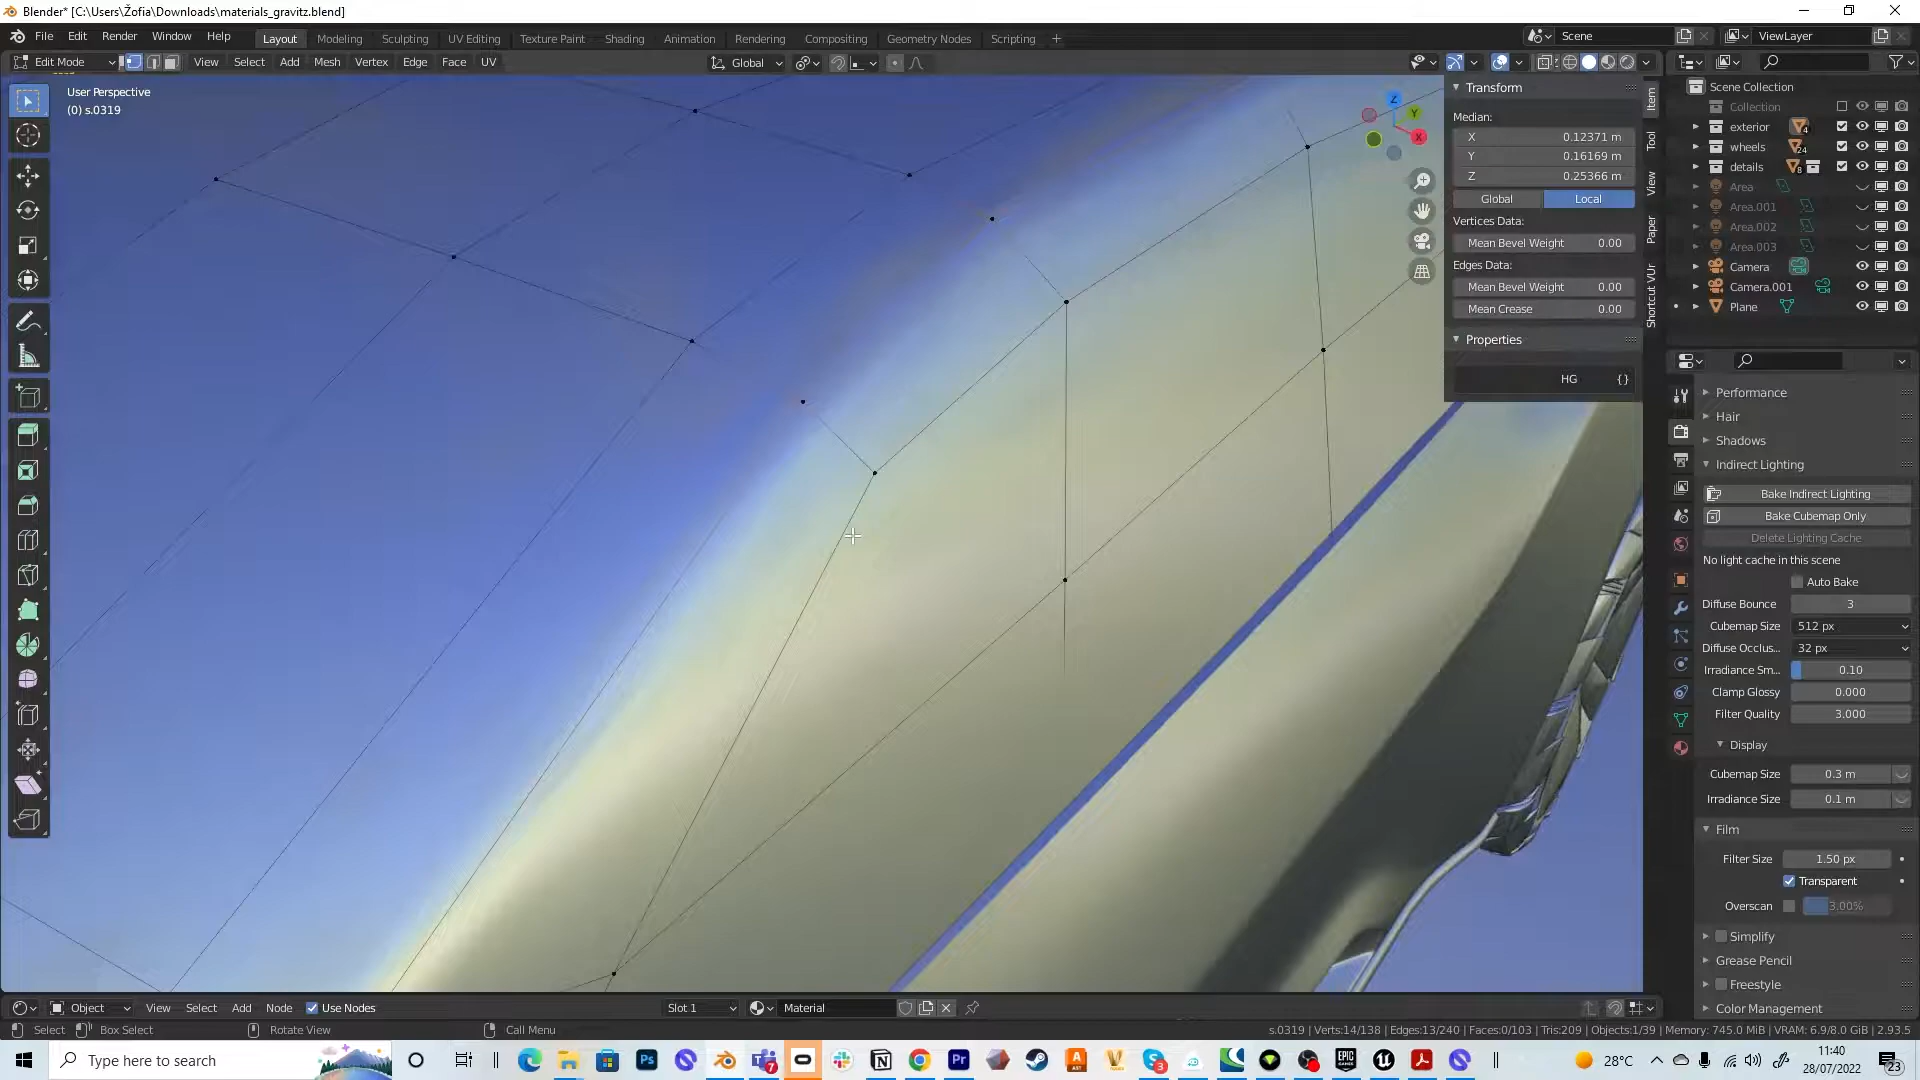 Blender* [C:\Users\Žofia\Downloads\materials_gravitz.blend]
File Edit Render Window Help Layout Modeling Sculpting UV Editing Texture Paint Shading Animation Rendering Compositing Geometry Nodes Scripting + Scene ViewLayer
Edit Mode View Select Add Mesh Vertex Edge Face UV Global
User Perspective
(0) s.0319
Transform
Median:
X 0.12371 m
Y 0.16169 m
Z 0.25366 m
Global Local
Vertices Data:
Mean Bevel Weight 0.00
Edges Data:
Mean Bevel Weight 0.00
Mean Crease 0.00
Properties
HG {}
Item
Tool
View
Paper
Shortcut VUr
Z
Y
X
Scene Collection
Collection
exterior 4
wheels 24
details 8
Area
Area.001
Area.002
Area.003
Camera
Camera.001
Plane
Performance
Hair
Shadows
Indirect Lighting
Bake Indirect Lighting
Bake Cubemap Only
Delete Lighting Cache
No light cache in this scene
Auto Bake
Diffuse Bounce 3
Cubemap Size 512 px
Diffuse Occlus... 32 px
Irradiance Sm... 0.10
Clamp Glossy 0.000
Filter Quality 3.000
Display
Cubemap Size 0.3 m
Irradiance Size 0.1 m
Film
Filter Size 1.50 px
Transparent
Overscan 3.00%
Simplify
Grease Pencil
Freestyle
Color Management
Object View Select Add Node Use Nodes Slot 1 Material
Select Box Select Rotate View Call Menu s.0319 | Verts:14/138 | Edges:13/240 | Faces:0/103 | Tris:209 | Objects:1/39 | Memory: 745.0 MiB | VRAM: 6.9/8.0 GiB | 2.93.5
Type here to search
28°C
11:40
28/07/2022
23